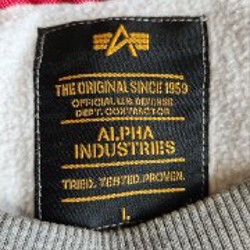 THE ORIGINAL SINCE 1959
OFFICIAL U.S DEFENSE
DEPT. CONTRACTOR
ALPHA
INDUSTRIES
TRIED. TESTED. PROVEN.
L